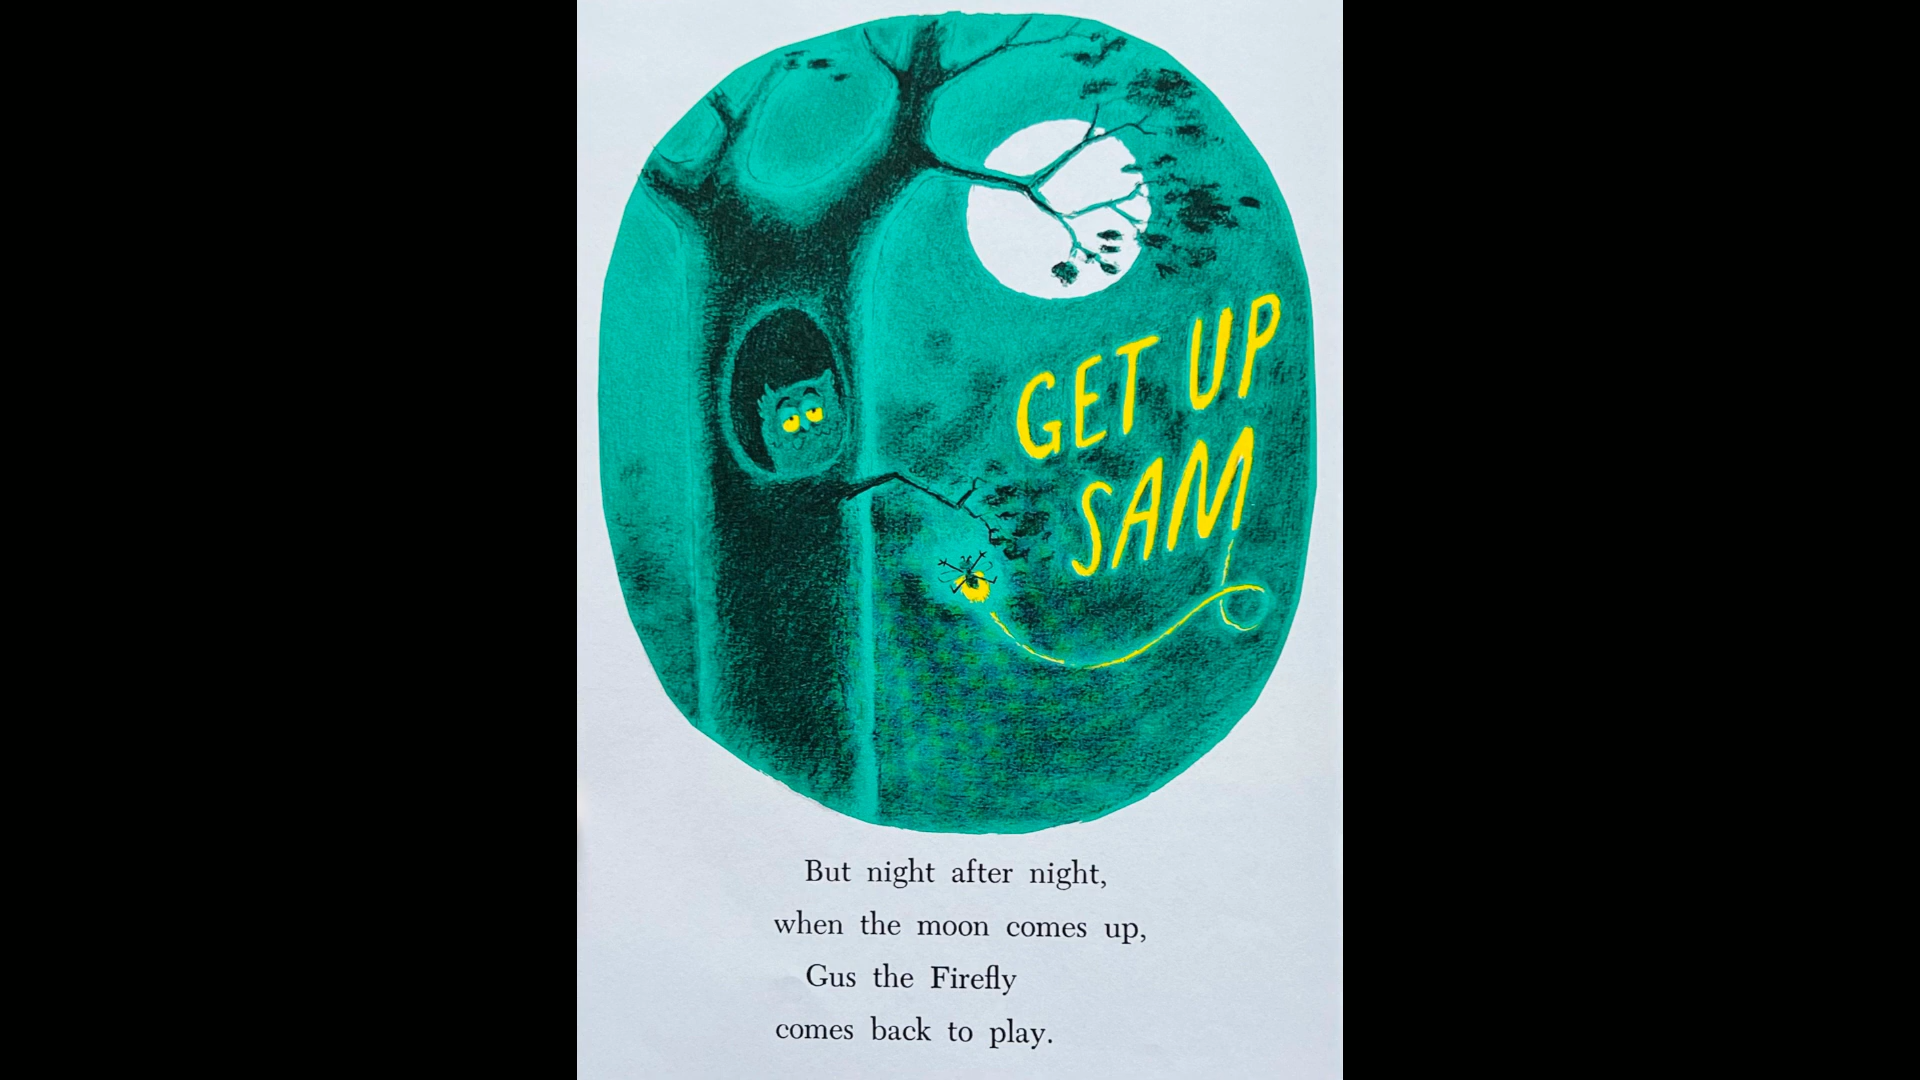 GET UP
SAM
But night after night,
when the moon comes up,
Gus the Firefly
comes back to play.